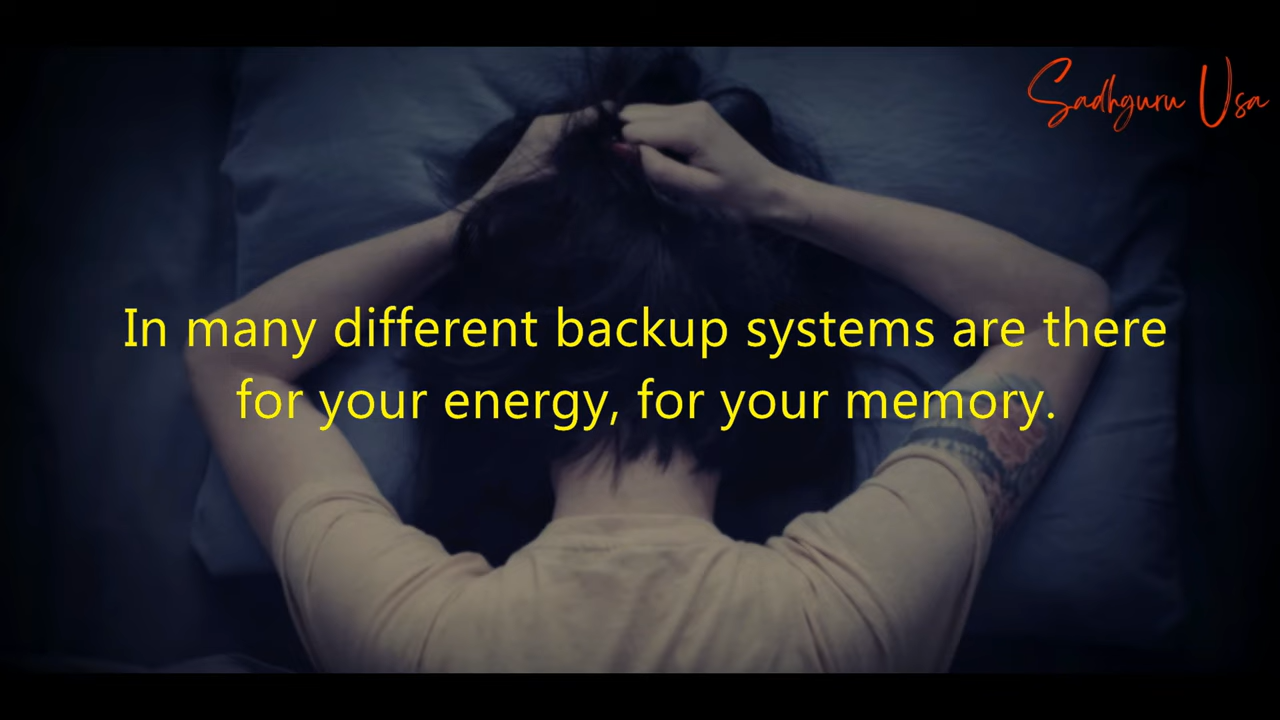 Sadhguru Usa
In many different backup systems are there
for your energy, for your memory.